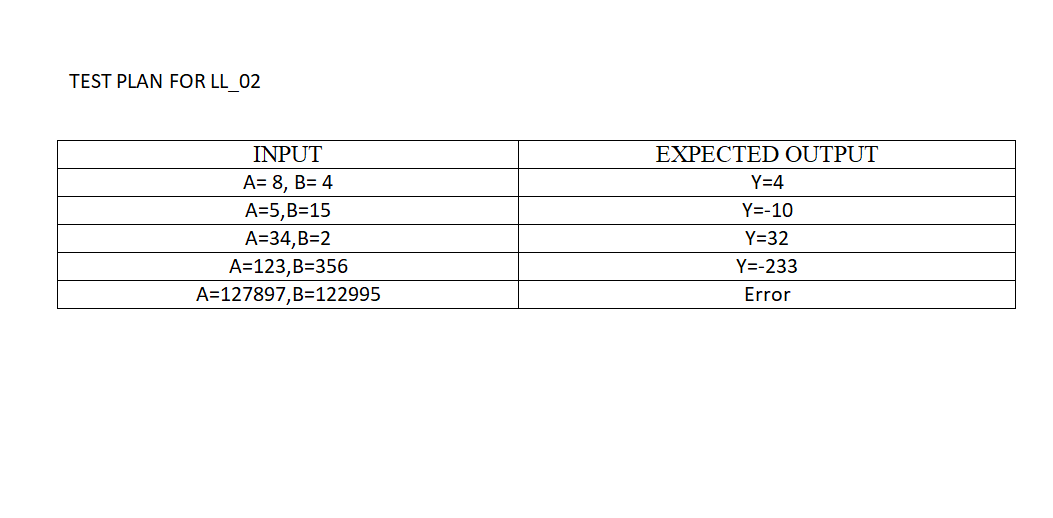 TEST PLAN FOR LL_02
INPUT EXPECTED OUTPUT
A= 8, B= 4 Y=4
A=5,B=15 Y=-10
A=34,B=2 Y=32
A=123,B=356 Y=-233
A=127897,B=122995 Error